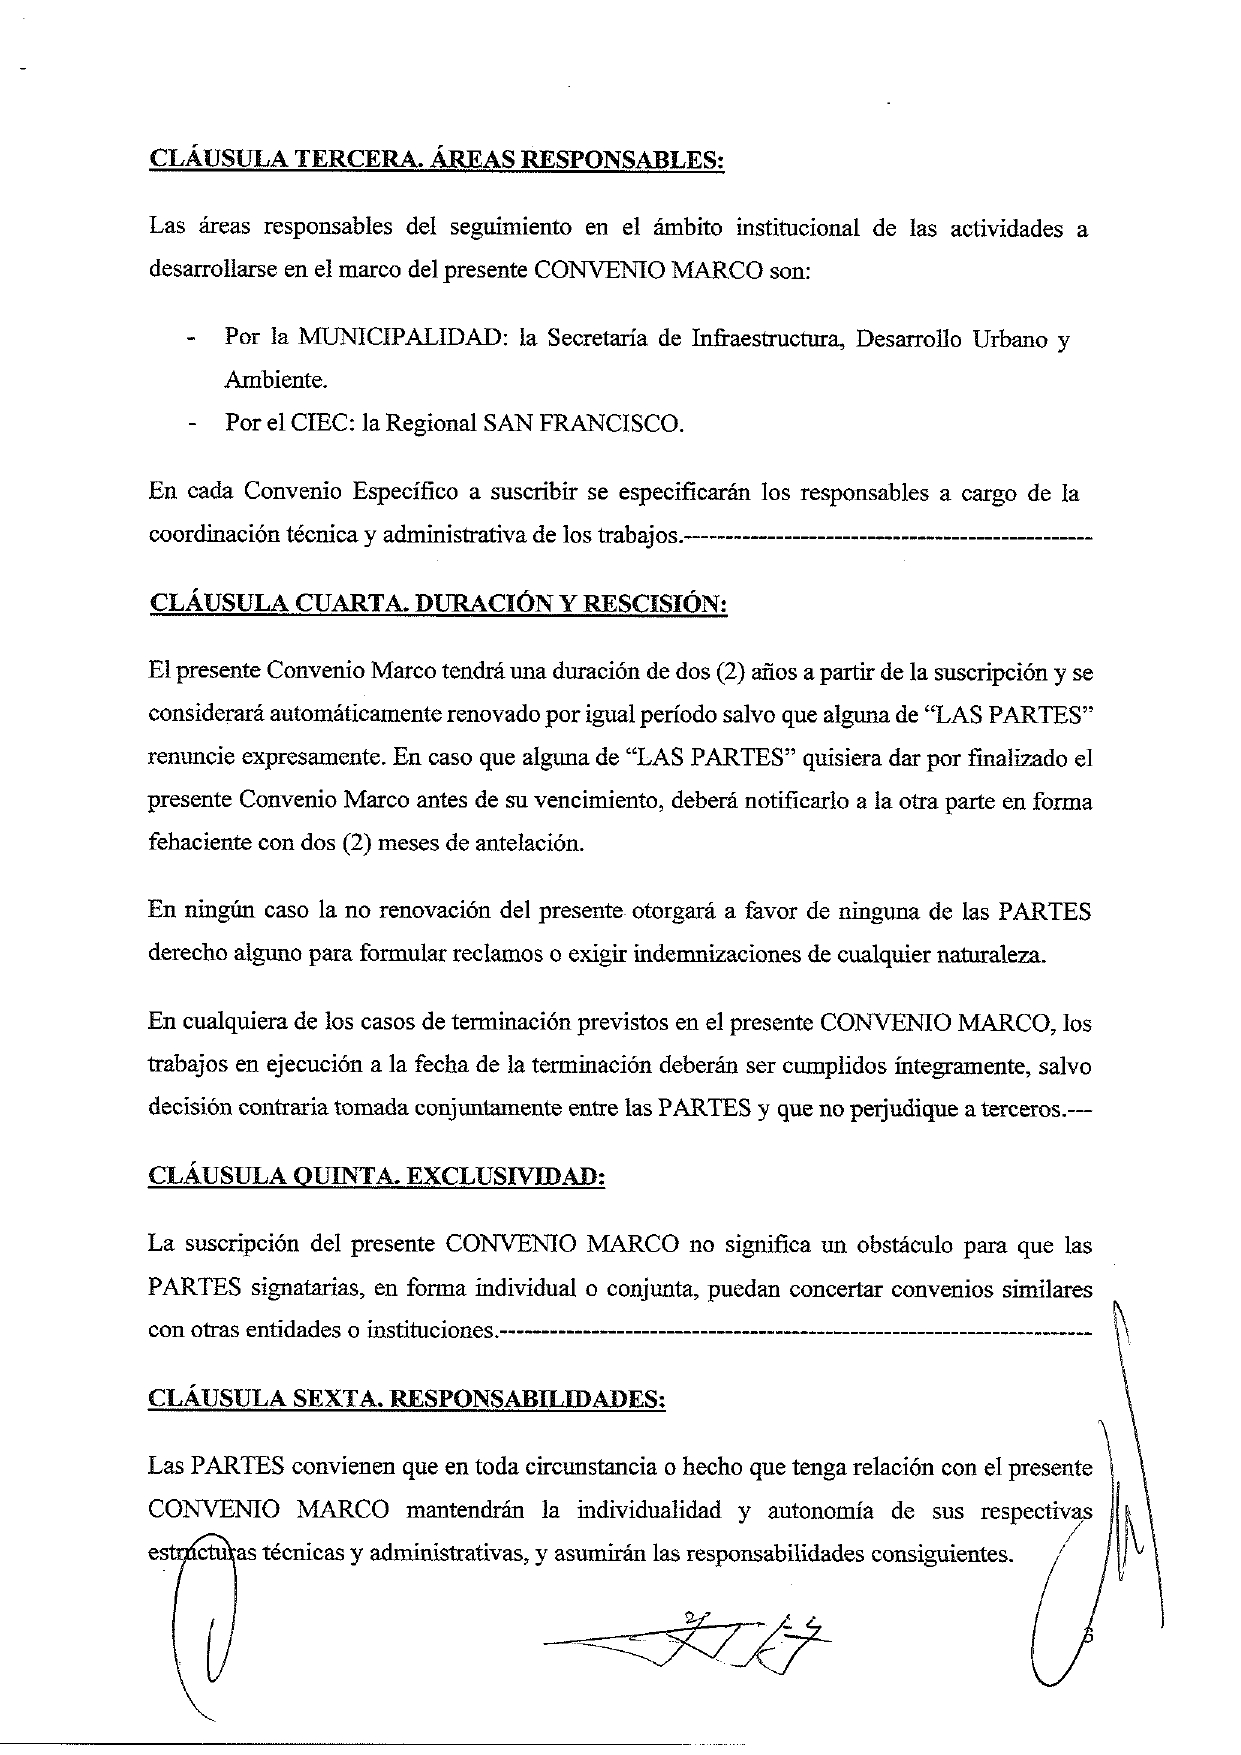 CLÁUSULA TERCERA. ÁREAS RESPONSABLES:
Las áreas responsables del seguimiento en el ámbito institucional de las actividades a
desarrollarse en el marco del presente CONVENIO MARCO son:
- Por la MUNICIPALIDAD: la Secretaría de Infraestructura, Desarrollo Urbano y
Ambiente.
- Por el CIEC: la Regional SAN FRANCISCO.
En cada Convenio Específico a suscribir se especificarán los responsables a cargo de la
coordinación técnica y administrativa de los trabajos.-------------------------------------------------
CLÁUSULA CUARTA. DURACIÓN Y RESCISIÓN:
El presente Convenio Marco tendrá una duración de dos (2) años a partir de la suscripción y se
considerará automáticamente renovado por igual período salvo que alguna de “LAS PARTES”
renuncie expresamente. En caso que alguna de “LAS PARTES” quisiera dar por finalizado el
presente Convenio Marco antes de su vencimiento, deberá notificarlo a la otra parte en forma
fehaciente con dos (2) meses de antelación.
En ningún caso la no renovación del presente otorgará a favor de ninguna de las PARTES
derecho alguno para formular reclamos o exigir indemnizaciones de cualquier naturaleza.
En cualquiera de los casos de terminación previstos en el presente CONVENIO MARCO, los
trabajos en ejecución a la fecha de la terminación deberán ser cumplidos íntegramente, salvo
decisión contraria tomada conjuntamente entre las PARTES y que no perjudique a terceros.---
CLÁUSULA QUINTA. EXCLUSIVIDAD:
La suscripción del presente CONVENIO MARCO no significa un obstáculo para que las
PARTES signatarias, en forma individual o conjunta, puedan concertar convenios similares
con otras entidades o instituciones.-----------------------------------------------------------------------
CLÁUSULA SEXTA. RESPONSABILIDADES:
Las PARTES convienen que en toda circunstancia o hecho que tenga relación con el presente
CONVENIO MARCO mantendrán la individualidad y autonomía de sus respectivas
estructuras técnicas y administrativas, y asumirán las responsabilidades consiguientes.
3